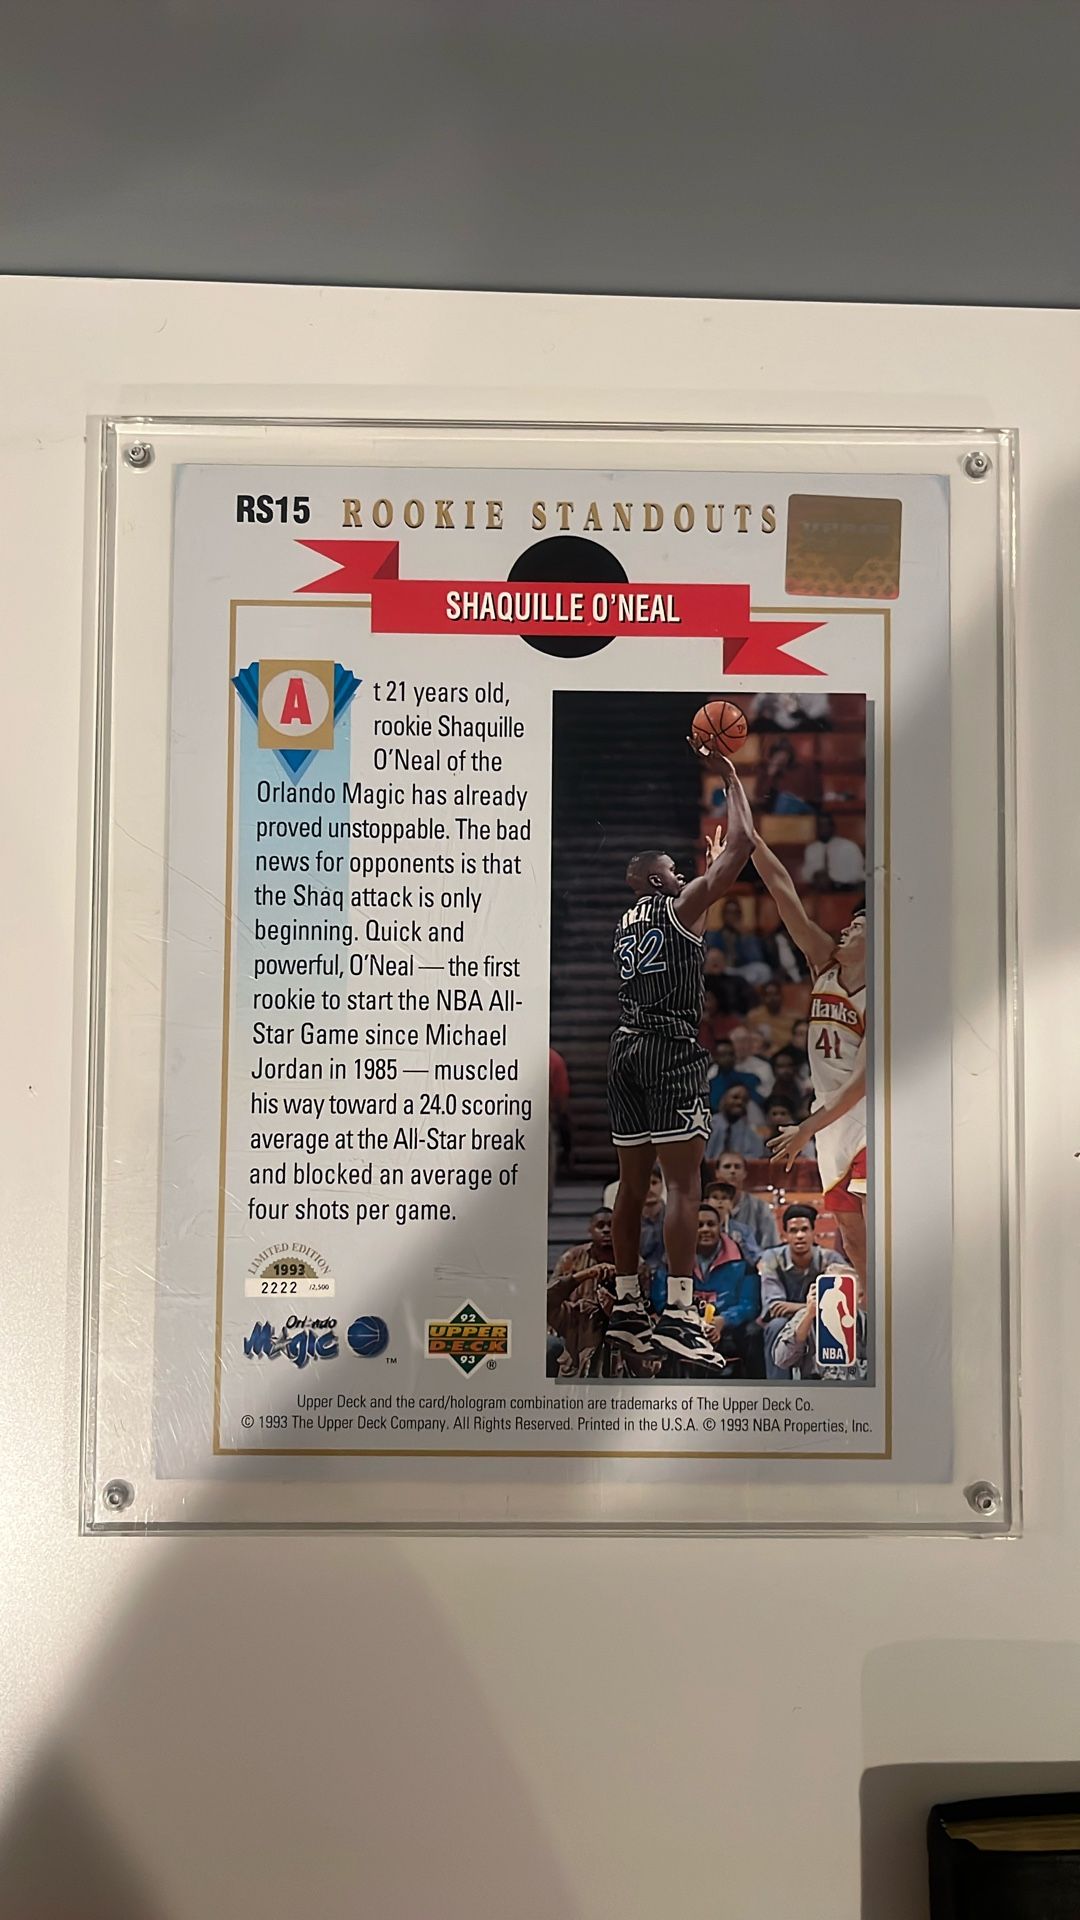 RS15 ROOKIE STANDOUTS
UPPER
SHAQUILLE O'NEAL
At 21 years old,
rookie Shaquille
O'Neal of the
Orlando Magic has already
proved unstoppable. The bad
news for opponents is that
the Shaq attack is only
beginning. Quick and
powerful, O'Neal — the first
rookie to start the NBA All-
Star Game since Michael
Jordan in 1985 — muscled
his way toward a 24.0 scoring
average at the All-Star break
and blocked an average of
four shots per game.
O'NEAL
32
Hawks
41
LIMITED EDITION
1993
2222 /2,500
Orlando
Magic TM
92
UPPER
D·E·C·K
93 ®
NBA
Upper Deck and the card/hologram combination are trademarks of The Upper Deck Co.
© 1993 The Upper Deck Company. All Rights Reserved. Printed in the U.S.A. © 1993 NBA Properties, Inc.